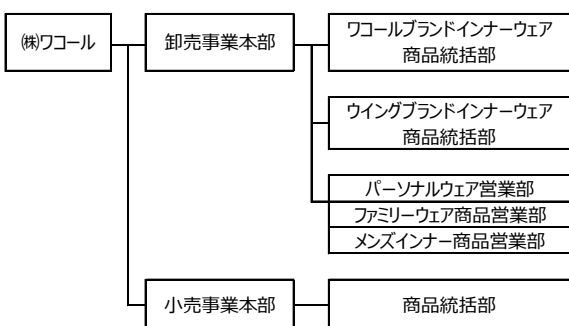 ㈱ワコール
卸売事業本部
ワコールブランドインナーウェア
商品統括部
ウイングブランドインナーウェア
商品統括部
パーソナルウェア営業部
ファミリーウェア商品営業部
メンズインナー商品営業部
小売事業本部
商品統括部